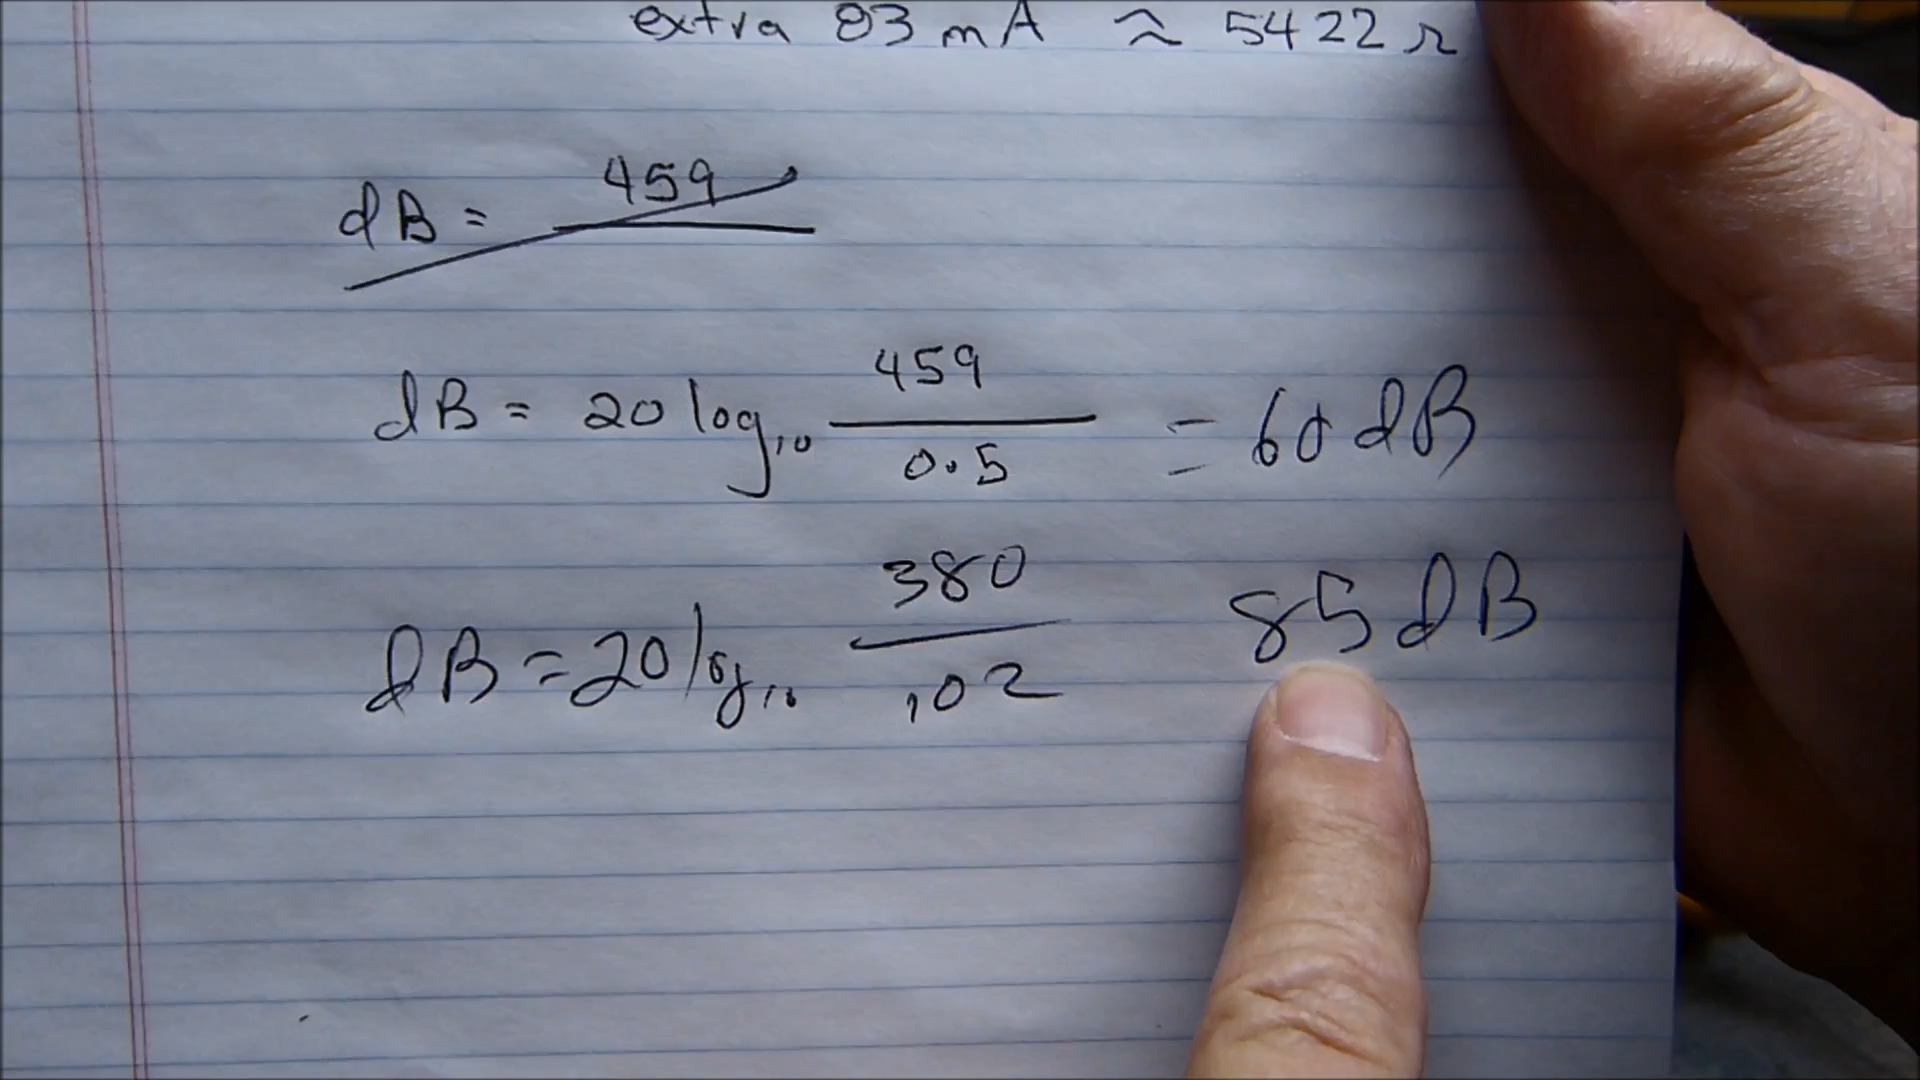 extra 83 mA ≈ 5422 Ω
dB = 459
dB = 20 log10 459 / 0.5 = 60 dB
dB = 20 log10 380 / .02 85 dB